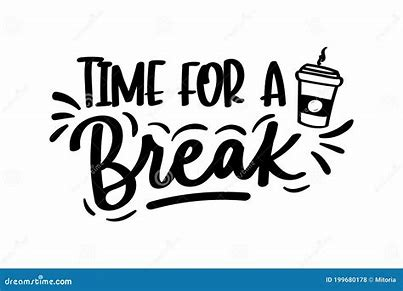 TIME FOR A
Break
dreamstime.com
ID 199680178 © Mitoria